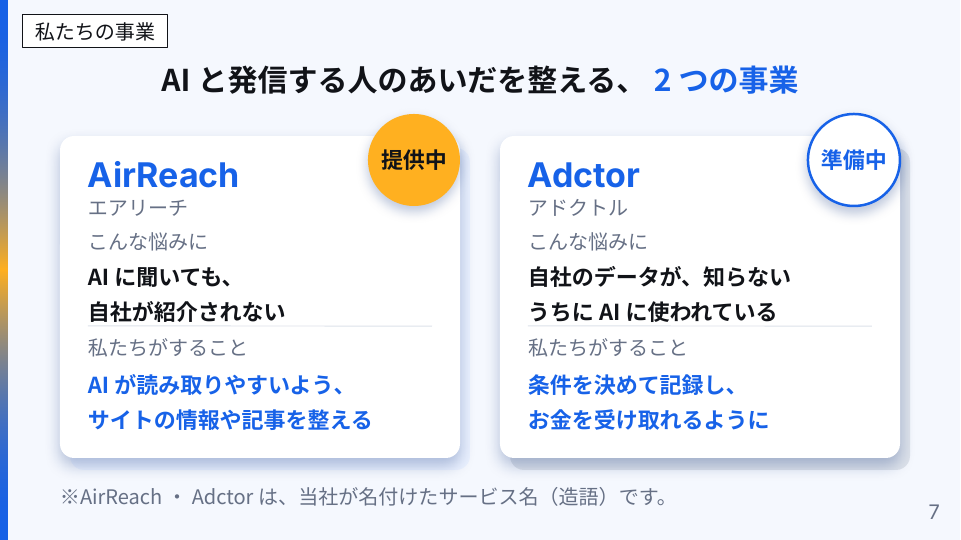 私たちの事業
AI と発信する人のあいだを整える、 2 つの事業
AirReach
提供中
エアリーチ
こんな悩みに
AI に聞いても、
自社が紹介されない
私たちがすること
AI が読み取りやすいよう、
サイトの情報や記事を整える
Adctor
準備中
アドクトル
こんな悩みに
自社のデータが、知らない
うちに AI に使われている
私たちがすること
条件を決めて記録し、
お金を受け取れるように
※AirReach ・ Adctor は、当社が名付けたサービス名（造語）です。
7